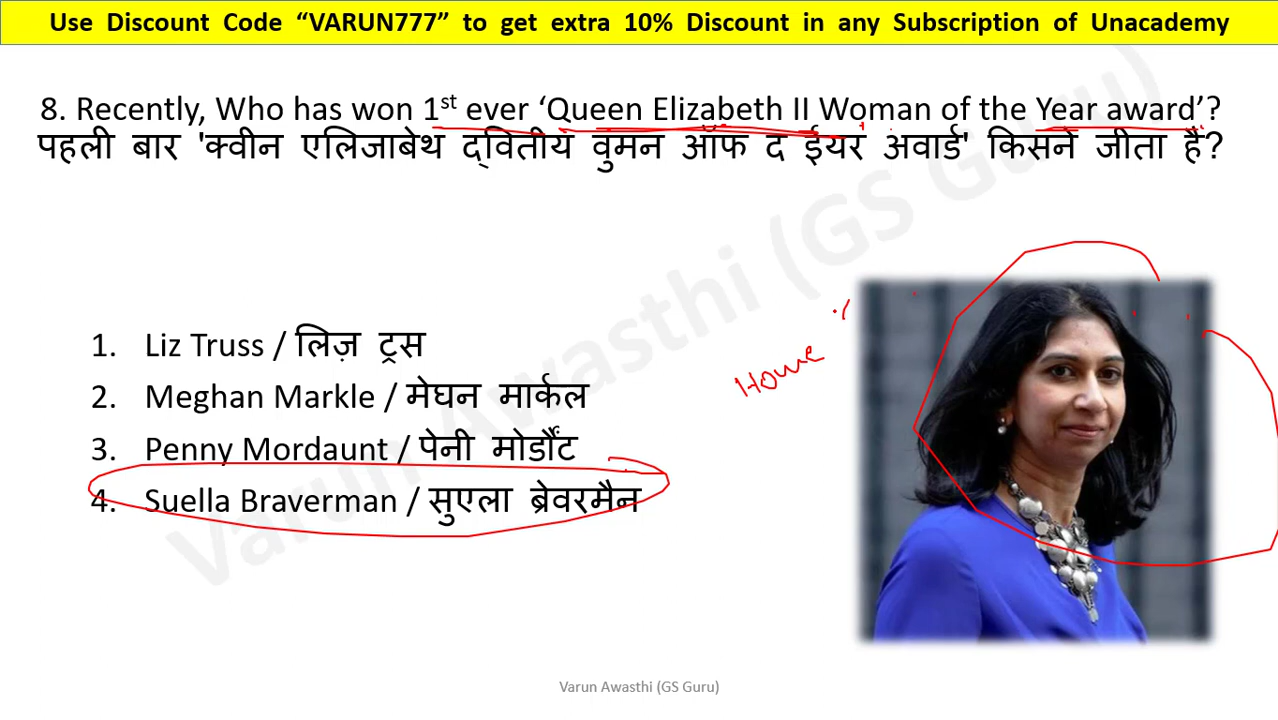 Use Discount Code “VARUN777” to get extra 10% Discount in any Subscription of Unacademy
8. Recently, Who has won 1st ever ‘Queen Elizabeth II Woman of the Year award’?
पहली बार 'क्वीन एलिजाबेथ द्वितीय वुमन ऑफ द ईयर अवार्ड' किसने जीता है?
1. Liz Truss / लिज़ ट्रस
2. Meghan Markle / मेघन मार्कल
3. Penny Mordaunt / पेनी मोर्डौंट
4. Suella Braverman / सुएला ब्रेवरमैन
Home
Varun Awasthi (GS Guru)
Varun Awasthi (GS Guru)